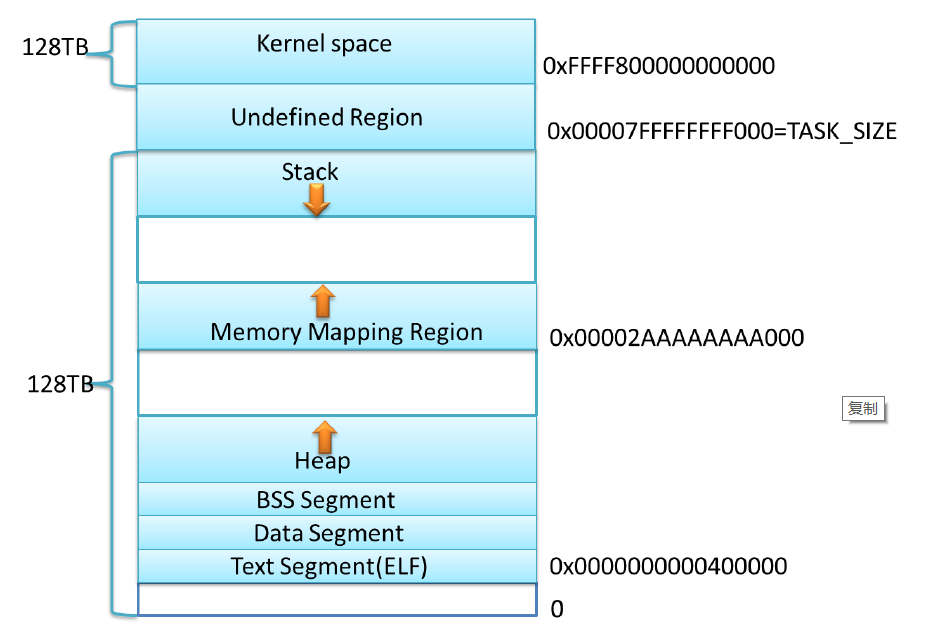 128TB
Kernel space
0xFFFF800000000000
Undefined Region
0x00007FFFFFFFF000=TASK_SIZE
Stack
Memory Mapping Region
0x00002AAAAAAAA000
128TB
复制
Heap
BSS Segment
Data Segment
Text Segment(ELF)
0x0000000000400000
0